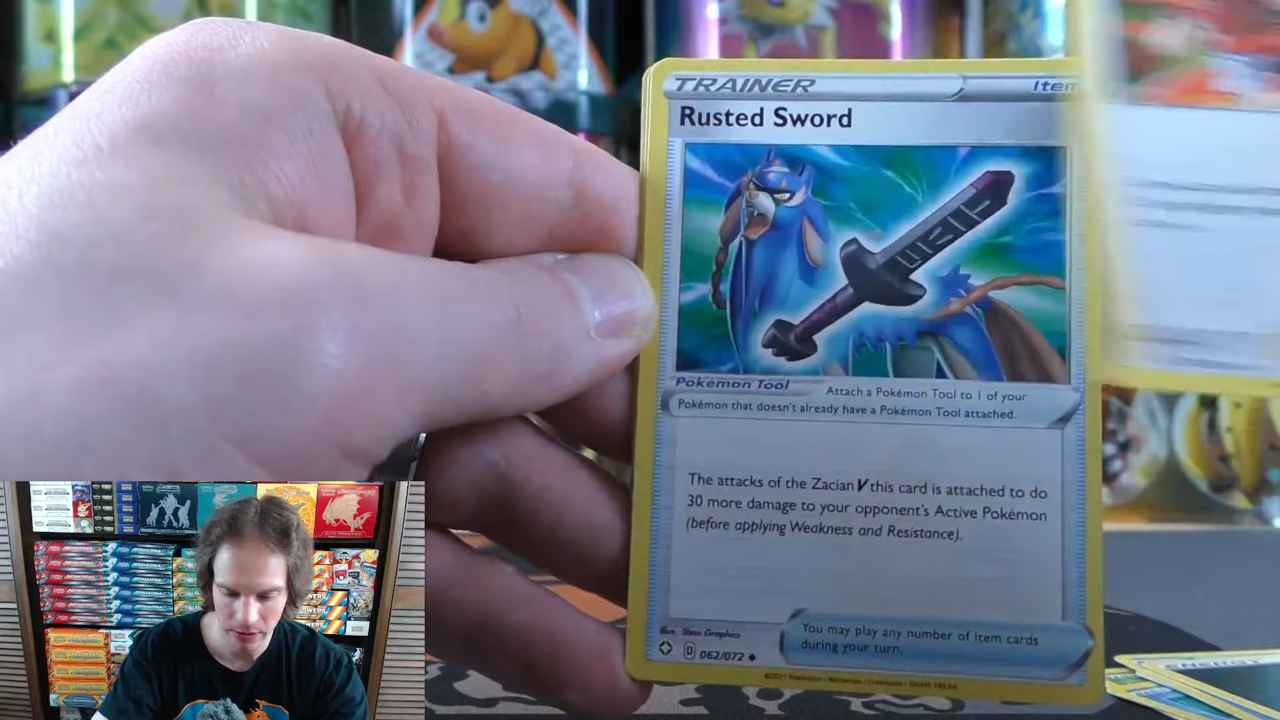 TRAINER Item
Rusted Sword
Pokémon Tool Attach a Pokémon Tool to 1 of your
Pokémon that doesn't already have a Pokémon Tool attached.
The attacks of the Zacian V this card is attached to do
30 more damage to your opponent's Active Pokémon
(before applying Weakness and Resistance).
You may play any number of Item cards
during your turn.
D 062/072
ENERGY